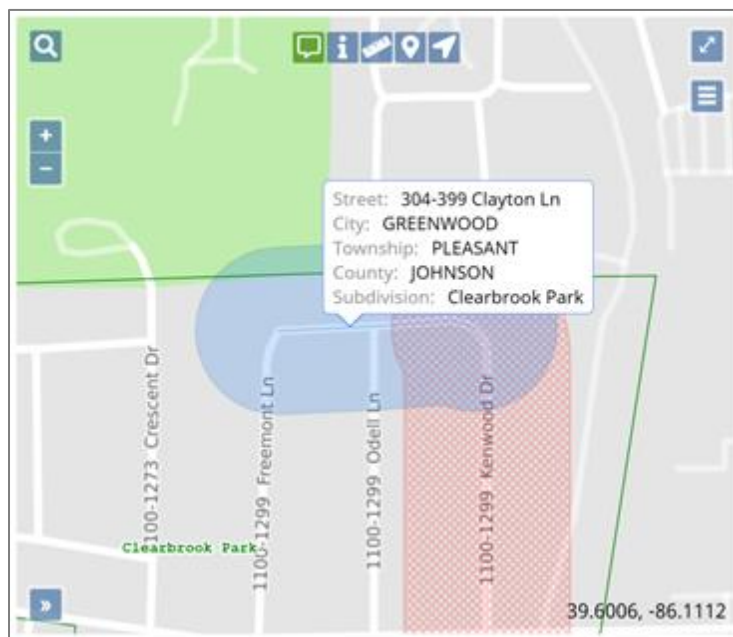 Street: 304-399 Clayton Ln
City: GREENWOOD
Township: PLEASANT
County: JOHNSON
Subdivision: Clearbrook Park
100-1273 Crescent Dr
1100-1299 Freemont Ln
1100-1299 Odell Ln
1100-1299 Kenwood Dr
Clearbrook Park
39.6006, -86.1112